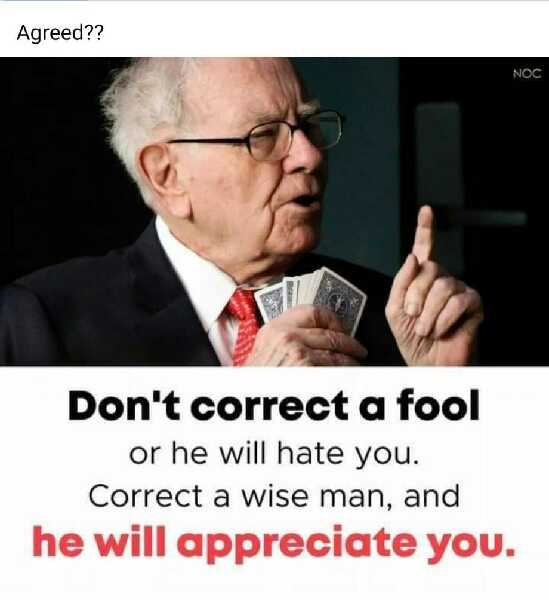 Agreed??
NOC
Don't correct a fool
or he will hate you.
Correct a wise man, and
he will appreciate you.